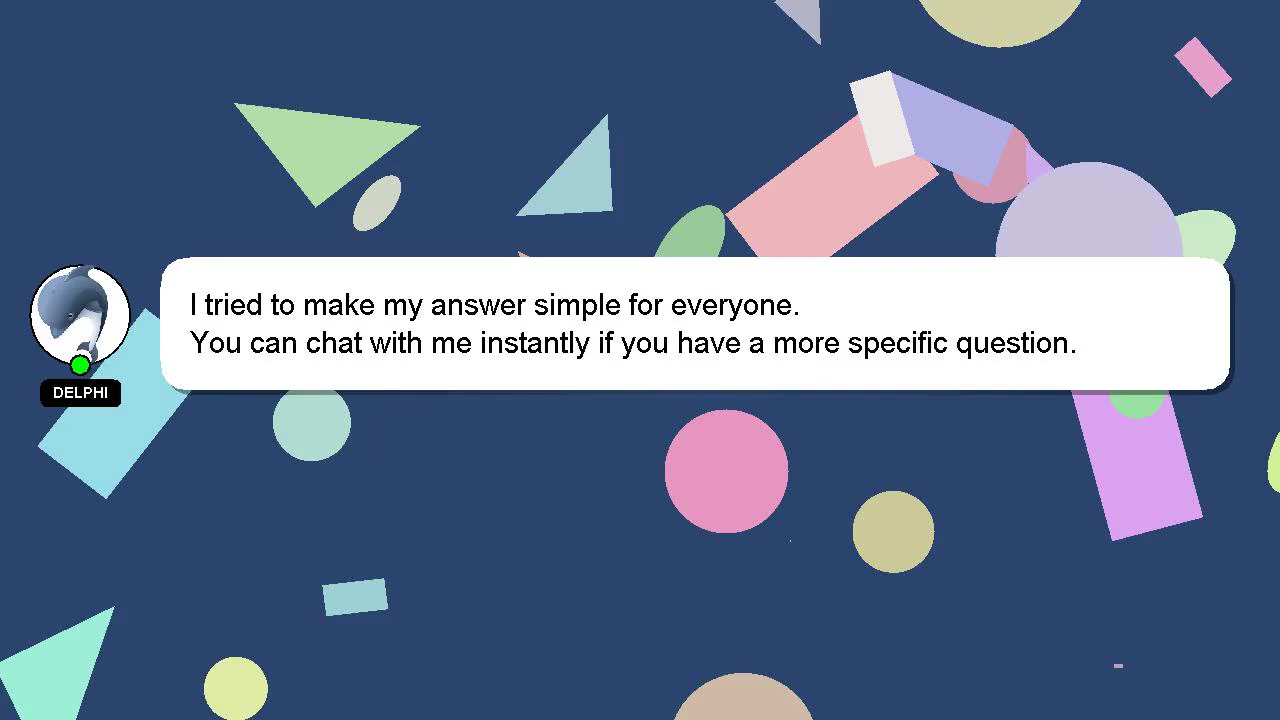 I tried to make my answer simple for everyone.
You can chat with me instantly if you have a more specific question.
DELPHI